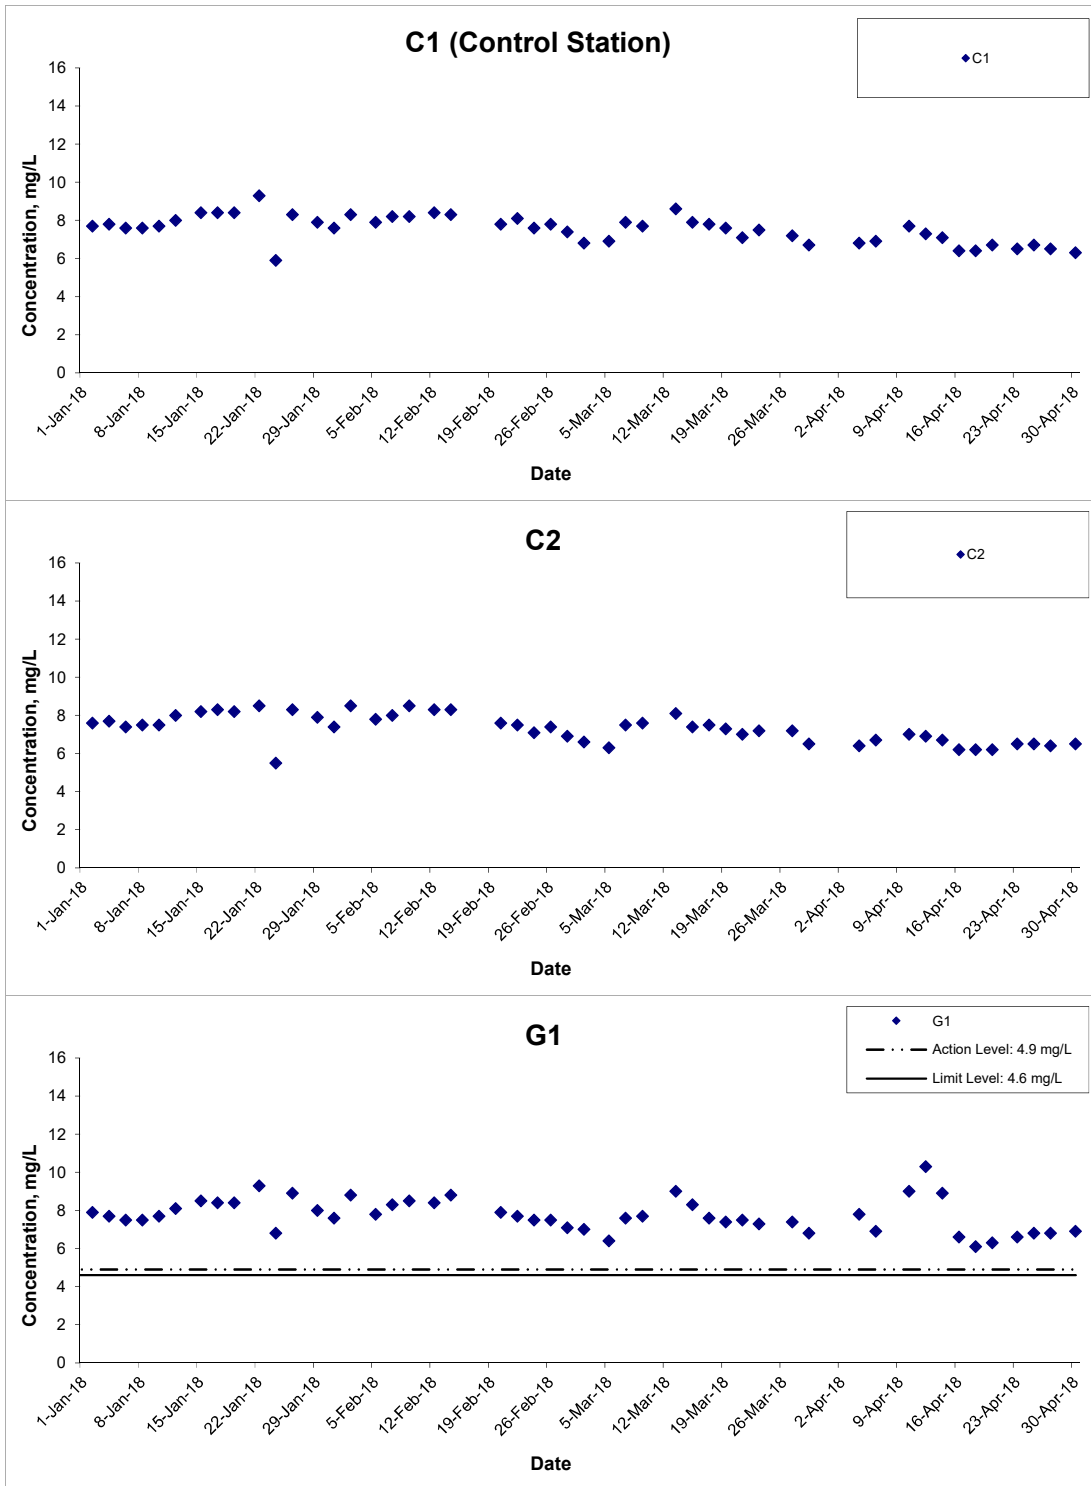 C1 (Control Station)
C1
Concentration, mg/L
16
14
12
10
8
6
4
2
0
1-Jan-18
8-Jan-18
15-Jan-18
22-Jan-18
29-Jan-18
5-Feb-18
12-Feb-18
19-Feb-18
26-Feb-18
5-Mar-18
12-Mar-18
19-Mar-18
26-Mar-18
2-Apr-18
9-Apr-18
16-Apr-18
23-Apr-18
30-Apr-18
Date
C2
C2
Concentration, mg/L
16
14
12
10
8
6
4
2
0
1-Jan-18
8-Jan-18
15-Jan-18
22-Jan-18
29-Jan-18
5-Feb-18
12-Feb-18
19-Feb-18
26-Feb-18
5-Mar-18
12-Mar-18
19-Mar-18
26-Mar-18
2-Apr-18
9-Apr-18
16-Apr-18
23-Apr-18
30-Apr-18
Date
G1
G1
Action Level: 4.9 mg/L
Limit Level: 4.6 mg/L
Concentration, mg/L
16
14
12
10
8
6
4
2
0
1-Jan-18
8-Jan-18
15-Jan-18
22-Jan-18
29-Jan-18
5-Feb-18
12-Feb-18
19-Feb-18
26-Feb-18
5-Mar-18
12-Mar-18
19-Mar-18
26-Mar-18
2-Apr-18
9-Apr-18
16-Apr-18
23-Apr-18
30-Apr-18
Date